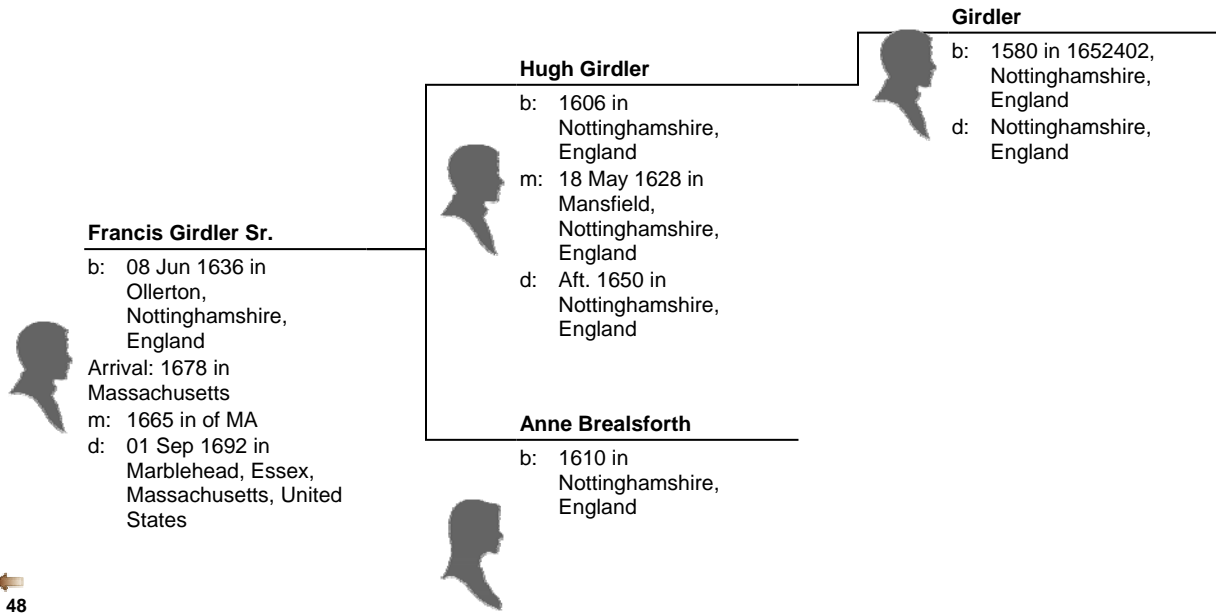 Girdler
b: 1580 in 1652402,
Nottinghamshire,
England
d: Nottinghamshire,
England
Hugh Girdler
b: 1606 in
Nottinghamshire,
England
m: 18 May 1628 in
Mansfield,
Nottinghamshire,
England
d: Aft. 1650 in
Nottinghamshire,
England
Francis Girdler Sr.
b: 08 Jun 1636 in
Ollerton,
Nottinghamshire,
England
Arrival: 1678 in
Massachusetts
m: 1665 in of MA
d: 01 Sep 1692 in
Marblehead, Essex,
Massachusetts, United
States
Anne Brealsforth
b: 1610 in
Nottinghamshire,
England
48